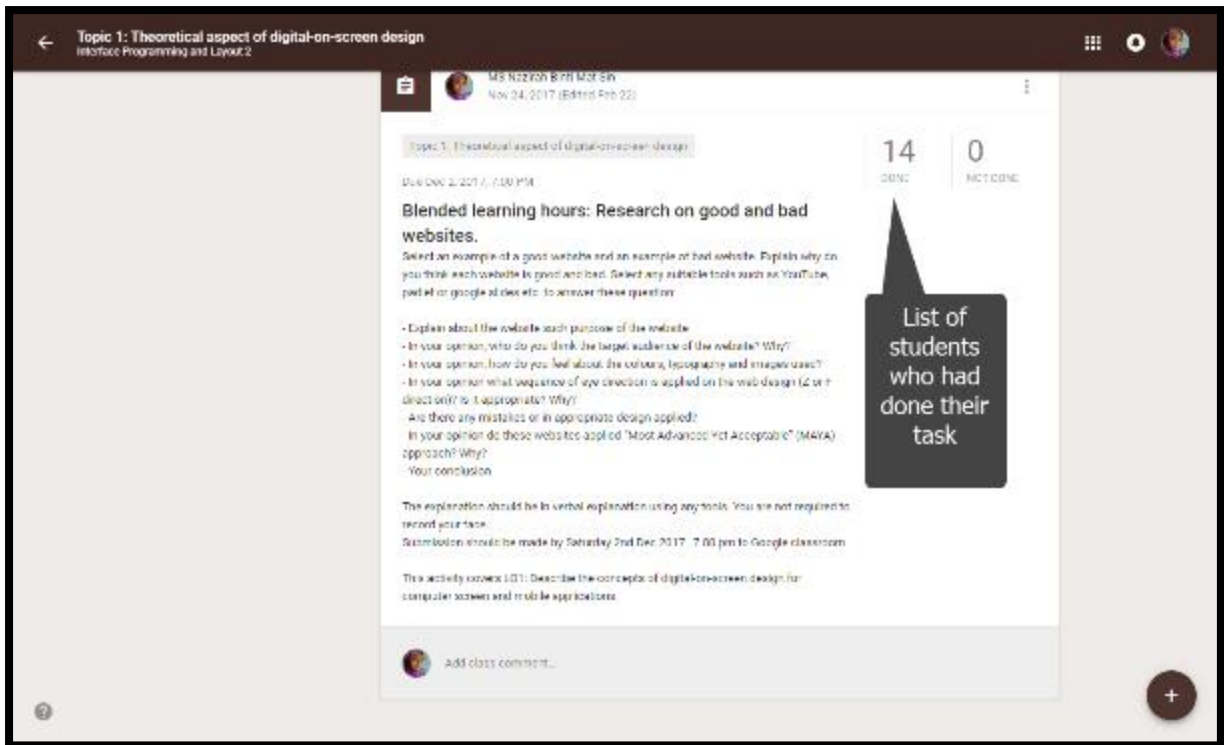 Topic 1: Theoretical aspect of digital-on-screen design
Interface Programming and Layout 2
MS Nazirah Binti Mat Sin
Nov 24, 2017 (Edited Feb 22)
Topic 1: Theoretical aspect of digital-on-screen design
14
DONE
0
NOT DONE
Due Dec 2, 2017, 7:00 PM
Blended learning hours: Research on good and bad
websites.
Select an example of a good website and an example of bad website. Explain why do
you think each website is good and bad. Select any suitable tools such as YouTube,
padlet or google slides etc. to answer these question:
- Explain about the website such purpose of the website
- In your opinion, who do you think the target audience of the website? Why?
- In your opinion, how do you feel about the colours, typography and images used?
- In your opinion what sequence of eye direction is applied on the web design (Z or F
direction)? Is it appropriate? Why?
- Are there any mistakes or in appropriate design applied?
- In your opinion do these websites applied "Most Advanced Yet Acceptable" (MAYA)
approach? Why?
- Your conclusion
The explanation should be in verbal explanation using any tools. You are not required to
record your face.
Submission should be made by Saturday 2nd Dec 2017 7.00 pm to Google classroom
This activity covers LO1: Describe the concepts of digital-on-screen design for
computer screen and mobile applications
List of
students
who had
done their
task
Add class comment...